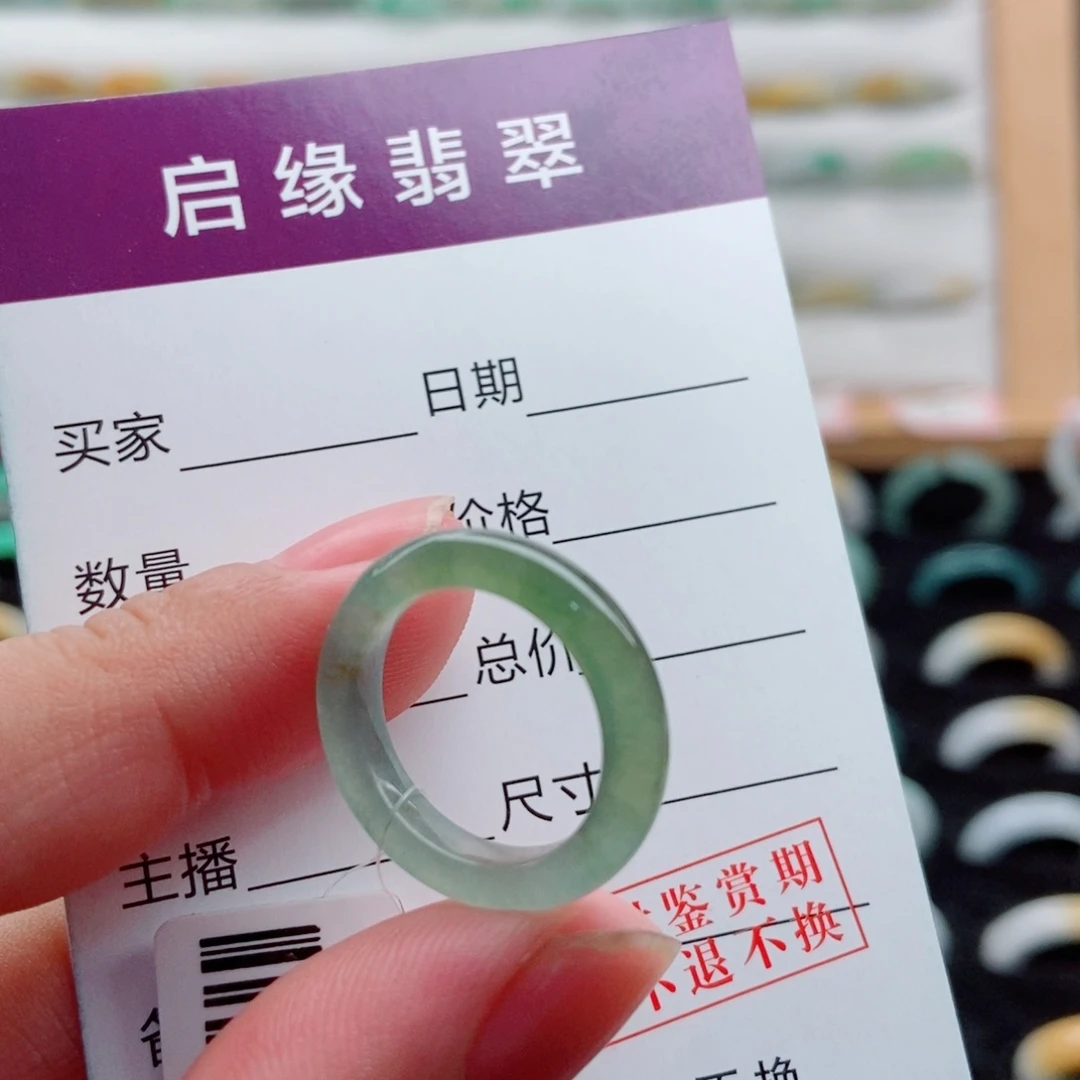 启缘翡翠
买家 日期
数量 价格
总价
尺寸
主播
鉴赏期
不退不换
换